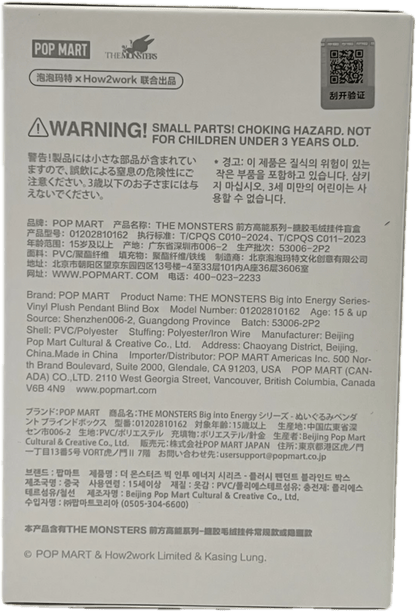 POP MART THE MONSTERS
泡泡玛特 × How2work 联合出品
刮开验证
WARNING! SMALL PARTS! CHOKING HAZARD. NOT
FOR CHILDREN UNDER 3 YEARS OLD.
警告!製品には小さな部品が含まれてい
ますので、誤飲による窒息の危険性にご
注意ください。3歳以下のお子さまには与
えないでください。
• 경고: 이 제품은 질식의 위험이 있는
작은 부품을 포함하고 있습니다. 삼키
지 마십시오. 3세 미만의 어린이는 사
용할 수 없습니다.
品牌：POP MART 产品名称：THE MONSTERS 前方高能系列-搪胶毛绒挂件盲盒
产品型号：01202810162 执行标准：T/CPQS C010-2024、T/CPQS C011-2023
年龄范围：15岁及以上 产地：广东省深圳市006-2 生产批次：53006-2P2
面料：PVC/聚酯纤维 填充物：聚酯纤维/铁线 制造商：北京泡泡玛特文化创意有限公司
地址：北京市朝阳区望京东园四区13号楼-4至33层101内A座36层3606室
WWW.POPMART.COM 电话：400-023-2233
Brand: POP MART Product Name: THE MONSTERS Big into Energy Series-
Vinyl Plush Pendant Blind Box Model Number: 01202810162 Age: 15 & up
Source: Shenzhen006-2, Guangdong Province Batch: 53006-2P2
Shell: PVC/Polyester Stuffing: Polyester/Iron Wire Manufacturer: Beijing
Pop Mart Cultural & Creative Co., Ltd. Address: Chaoyang District, Beijing,
China.Made in China Importer/Distributor: POP MART Americas Inc. 500 Nor-
th Brand Boulevard, Suite 2000, Glendale, CA 91203, USA POP MART (CAN-
ADA) CO.,LTD. 2110 West Georgia Street, Vancouver, British Columbia, Canada
V6B 4N9 www.popmart.com
ブランド：POP MART 商品名：THE MONSTERS Big into Energy シリーズ - ぬいぐるみペンダ
ント ブラインドボックス 型番：01202810162 対象年齢：15歳以上 生産地：中国広東省深
セン市006-2 生地：PVC/ポリエステル 充填物：ポリエステル/針金 生産者：Beijing Pop Mart
Cultural & Creative Co., Ltd. 販売元：株式会社POP MART JAPAN 住所：東京都港区虎ノ門
一丁目13番5号 VORT虎ノ門Ⅱ 7階 お問い合わせ先：usersupport@popmart.co.jp
브랜드 : 팝마트 제품명 : 더 몬스터즈 빅 인투 에너지 시리즈 - 플러시 펜던트 블라인드 박스
제조국명 : 중국 사용연령 : 15세이상 재질 : 옷감 : PVC/폴리에스테르섬유; 충전재: 폴리에스
테르섬유/철선 제조자명 : Beijing Pop Mart Cultural & Creative Co., Ltd.
수입자명 : ㈜팝마트코리아 (0505-304-6600)
本产品含有THE MONSTERS 前方高能系列-搪胶毛绒挂件常规款或隐藏款
© POP MART & How2work Limited & Kasing Lung.